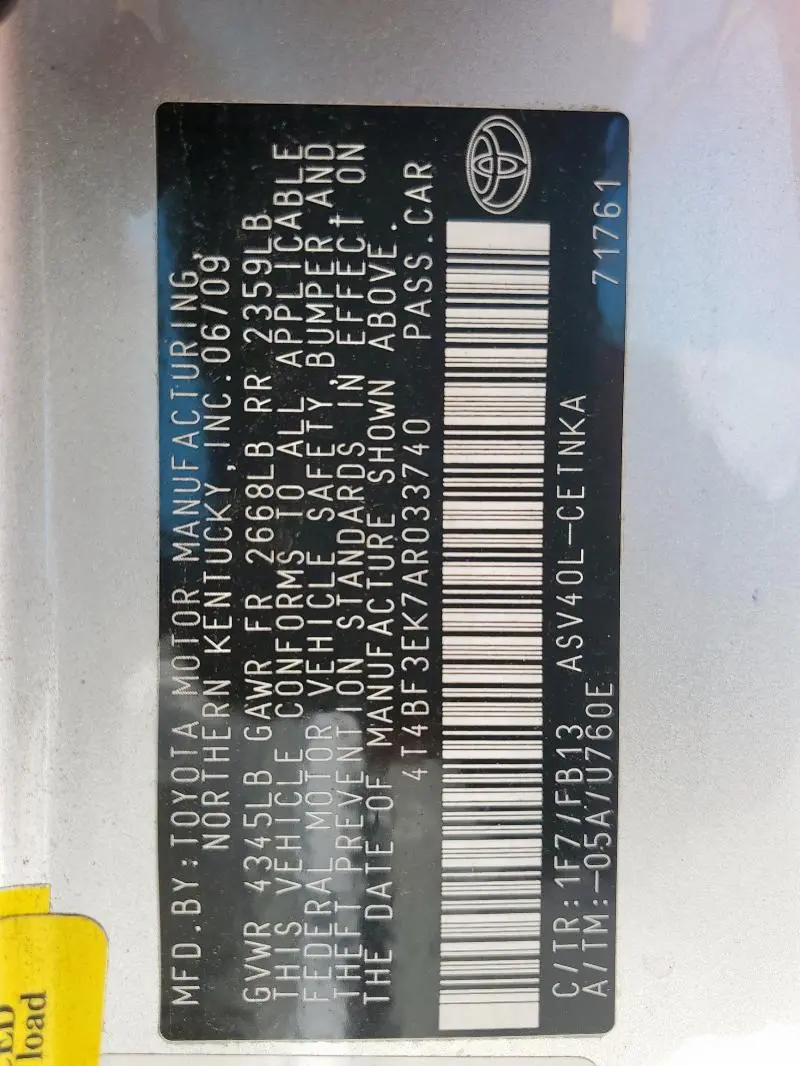 MFD.BY:TOYOTA MOTOR MANUFACTURING,
NORTHERN KENTUCKY,INC.06/09
GVWR 4345LB GAWR FR 2668LB RR 2359LB
THIS VEHICLE CONFORMS TO ALL APPLICABLE
FEDERAL MOTOR VEHICLE SAFETY,BUMPER AND
THEFT PREVENTION STANDARDS IN EFFECT ON
THE DATE OF MANUFACTURE SHOWN ABOVE.
4T4BF3EK7AR033740 PASS.CAR
C/TR:1F7/FB13 ASV40L-CETNKA
A/TM:-05A/U760E 71761
load